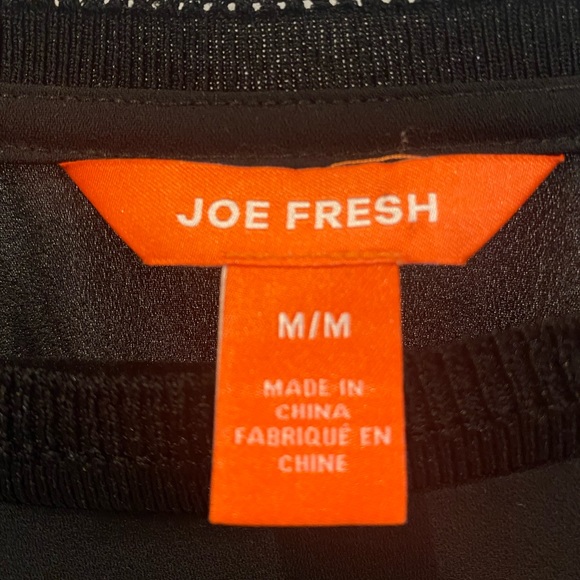 JOE FRESH
M/M
MADE IN
CHINA
FABRIQUÉ EN
CHINE